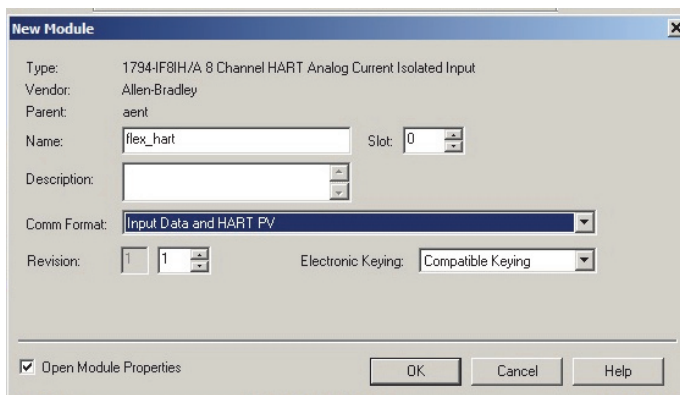 New Module
Type: 1794-IF8IH/A 8 Channel HART Analog Current Isolated Input
Vendor: Allen-Bradley
Parent: aent
Name: flex_hart Slot: 0
Description:
Comm Format: Input Data and HART PV
Revision: 1 1 Electronic Keying: Compatible Keying
Open Module Properties OK Cancel Help